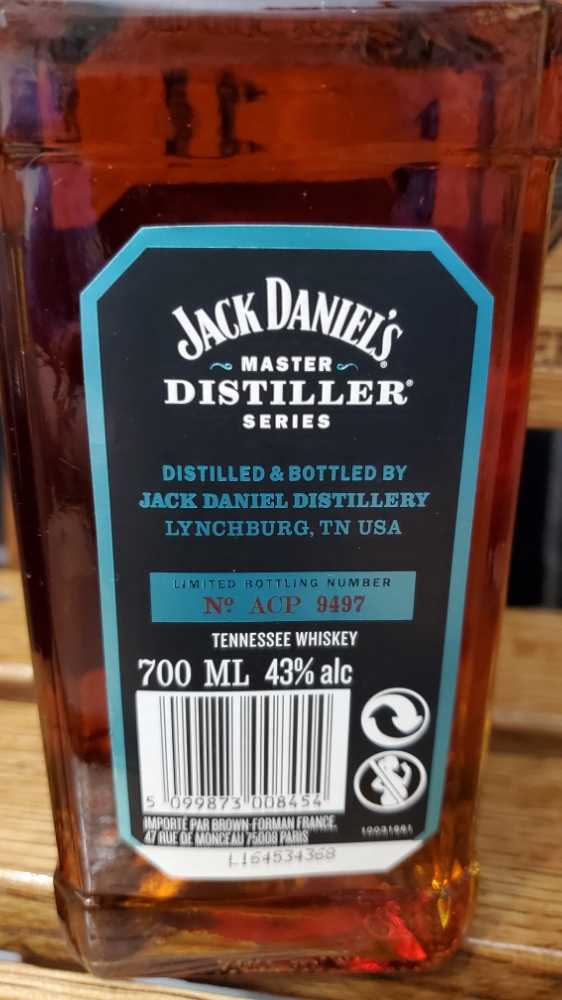 JACK DANIEL'S
MASTER
DISTILLER®
SERIES
DISTILLED & BOTTLED BY
JACK DANIEL DISTILLERY
LYNCHBURG, TN USA
LIMITED BOTTLING NUMBER
Nº ACP 9497
TENNESSEE WHISKEY
700 ML 43% alc
5 099873 008454
IMPORTÉ PAR BROWN-FORMAN FRANCE,
47 RUE DE MONCEAU 75008 PARIS
10031981
L164534368